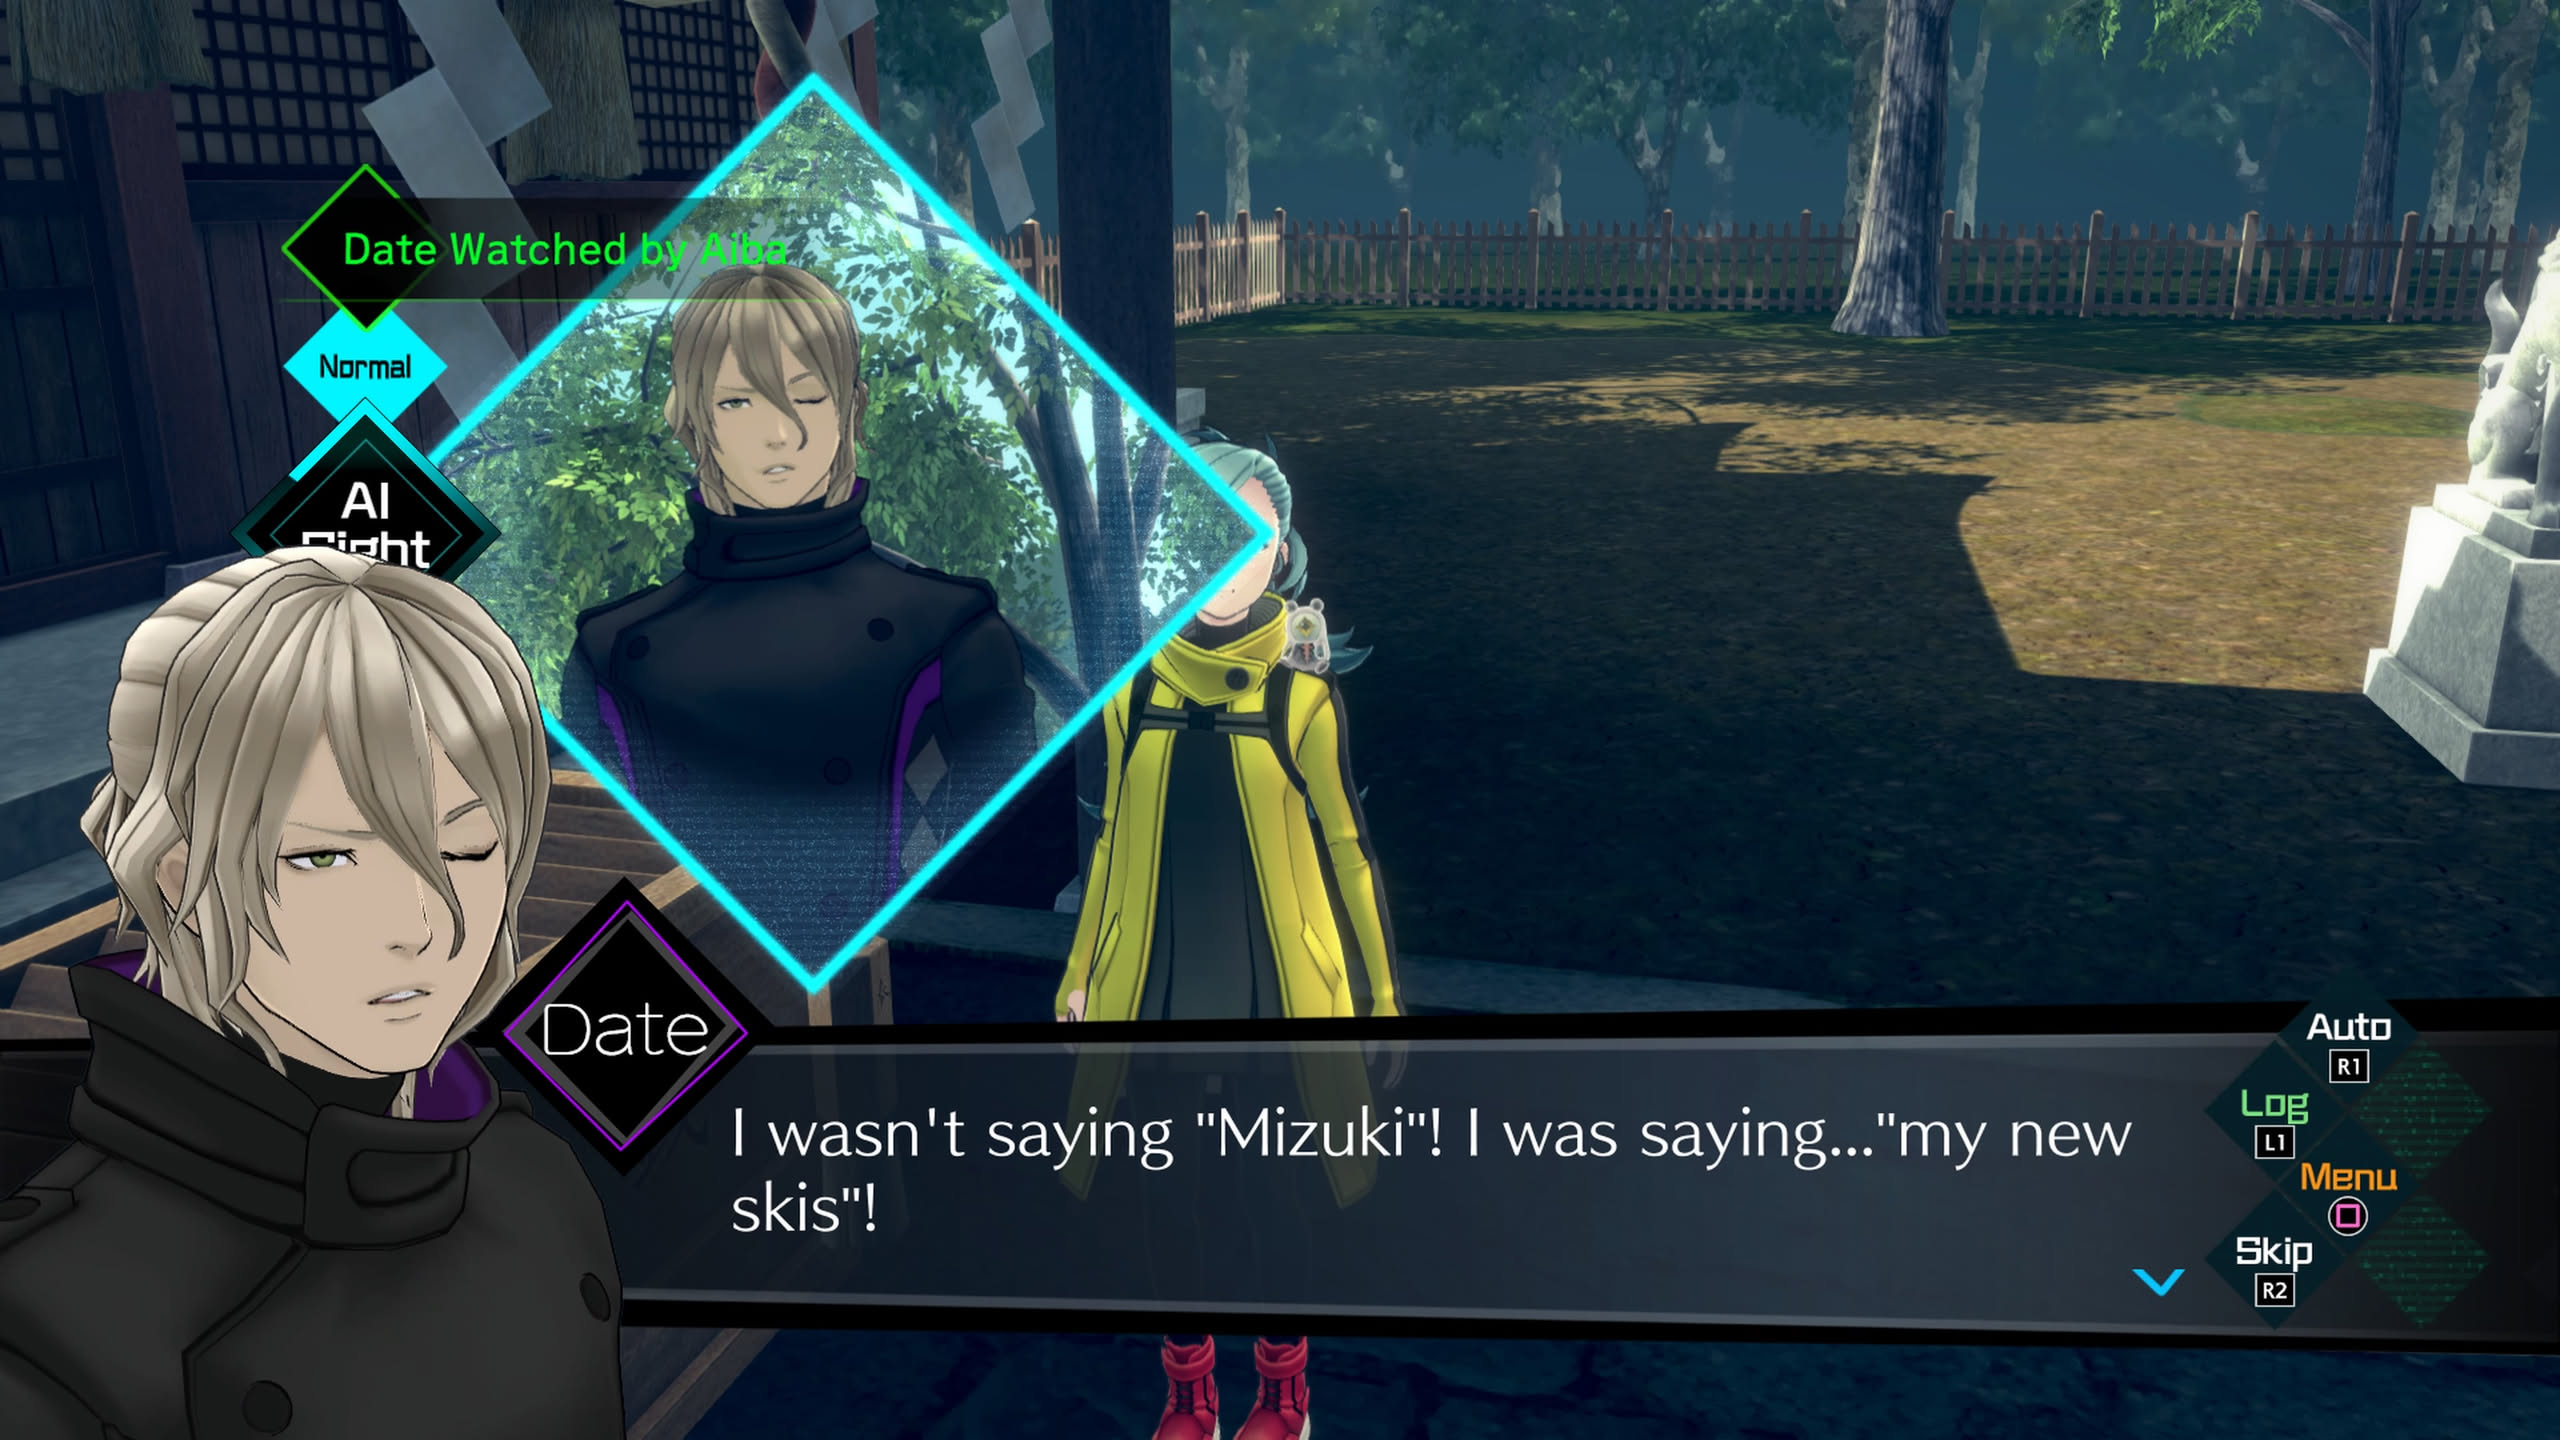 Date Watched by Aiba
Normal
AI
Sight
Date
I wasn't saying "Mizuki"! I was saying..."my new
skis"!
Auto
R1
Log
L1
Menu
Skip
R2